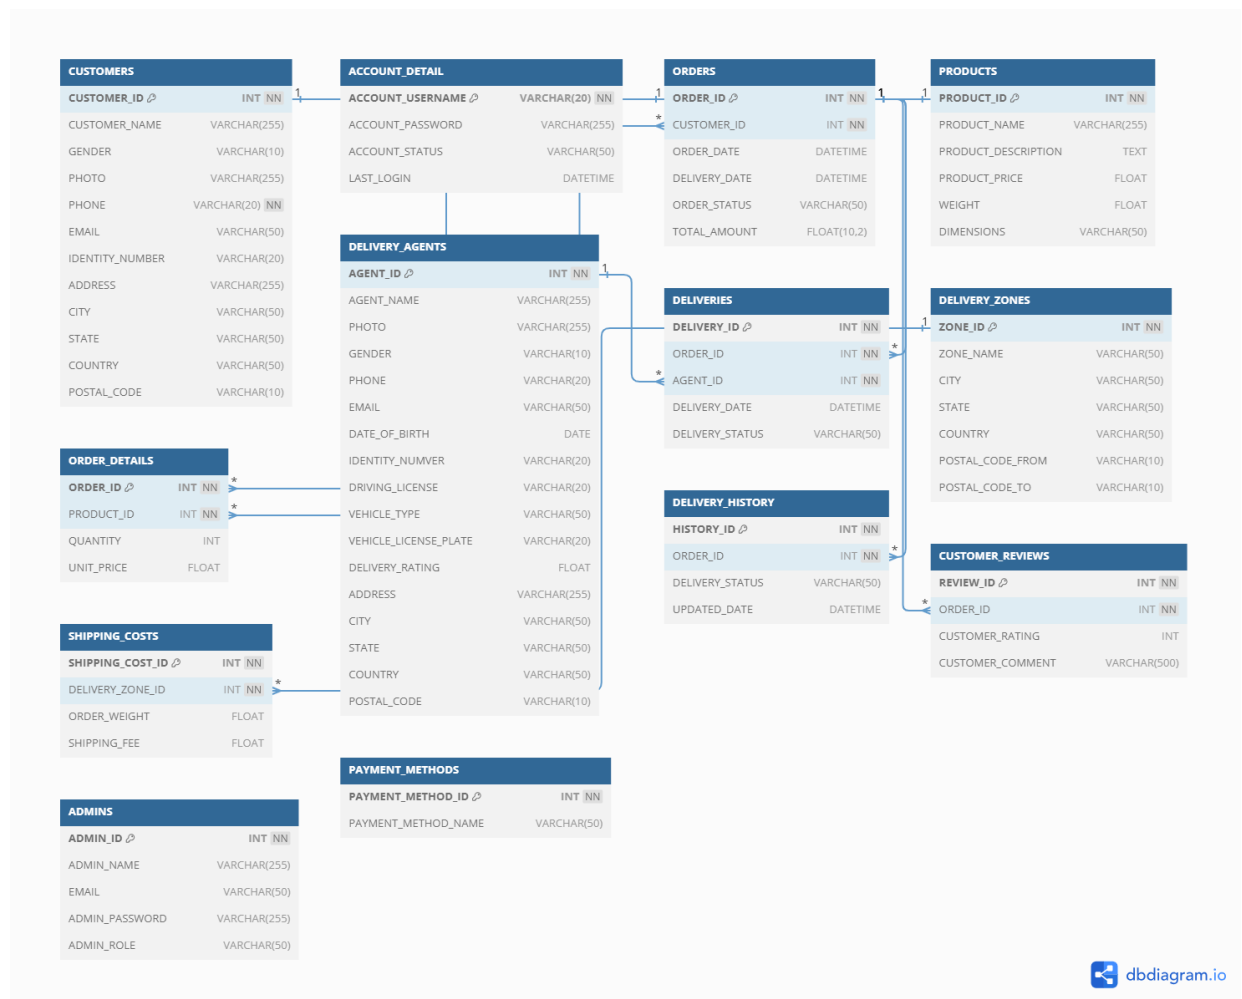 CUSTOMERS
CUSTOMER_ID INT NN
CUSTOMER_NAME VARCHAR(255)
GENDER VARCHAR(10)
PHOTO VARCHAR(255)
PHONE VARCHAR(20) NN
EMAIL VARCHAR(50)
IDENTITY_NUMBER VARCHAR(20)
ADDRESS VARCHAR(255)
CITY VARCHAR(50)
STATE VARCHAR(50)
COUNTRY VARCHAR(50)
POSTAL_CODE VARCHAR(10)
1
ACCOUNT_DETAIL
ACCOUNT_USERNAME VARCHAR(20) NN
ACCOUNT_PASSWORD VARCHAR(255)
ACCOUNT_STATUS VARCHAR(50)
LAST_LOGIN DATETIME
1
*
ORDERS
ORDER_ID INT NN
CUSTOMER_ID INT NN
ORDER_DATE DATETIME
DELIVERY_DATE DATETIME
ORDER_STATUS VARCHAR(50)
TOTAL_AMOUNT FLOAT(10,2)
1
1
PRODUCTS
PRODUCT_ID INT NN
PRODUCT_NAME VARCHAR(255)
PRODUCT_DESCRIPTION TEXT
PRODUCT_PRICE FLOAT
WEIGHT FLOAT
DIMENSIONS VARCHAR(50)
DELIVERY_AGENTS
AGENT_ID INT NN
AGENT_NAME VARCHAR(255)
PHOTO VARCHAR(255)
GENDER VARCHAR(10)
PHONE VARCHAR(20)
EMAIL VARCHAR(50)
DATE_OF_BIRTH DATE
IDENTITY_NUMVER VARCHAR(20)
DRIVING_LICENSE VARCHAR(20)
VEHICLE_TYPE VARCHAR(50)
VEHICLE_LICENSE_PLATE VARCHAR(20)
DELIVERY_RATING FLOAT
ADDRESS VARCHAR(255)
CITY VARCHAR(50)
STATE VARCHAR(50)
COUNTRY VARCHAR(50)
POSTAL_CODE VARCHAR(10)
1
*
DELIVERIES
DELIVERY_ID INT NN
ORDER_ID INT NN
AGENT_ID INT NN
DELIVERY_DATE DATETIME
DELIVERY_STATUS VARCHAR(50)
*
1
DELIVERY_ZONES
ZONE_ID INT NN
ZONE_NAME VARCHAR(50)
CITY VARCHAR(50)
STATE VARCHAR(50)
COUNTRY VARCHAR(50)
POSTAL_CODE_FROM VARCHAR(10)
POSTAL_CODE_TO VARCHAR(10)
ORDER_DETAILS
ORDER_ID INT NN
PRODUCT_ID INT NN
QUANTITY INT
UNIT_PRICE FLOAT
*
*
DELIVERY_HISTORY
HISTORY_ID INT NN
ORDER_ID INT NN
DELIVERY_STATUS VARCHAR(50)
UPDATED_DATE DATETIME
*
*
CUSTOMER_REVIEWS
REVIEW_ID INT NN
ORDER_ID INT NN
CUSTOMER_RATING INT
CUSTOMER_COMMENT VARCHAR(500)
SHIPPING_COSTS
SHIPPING_COST_ID INT NN
DELIVERY_ZONE_ID INT NN
ORDER_WEIGHT FLOAT
SHIPPING_FEE FLOAT
*
PAYMENT_METHODS
PAYMENT_METHOD_ID INT NN
PAYMENT_METHOD_NAME VARCHAR(50)
ADMINS
ADMIN_ID INT NN
ADMIN_NAME VARCHAR(255)
EMAIL VARCHAR(50)
ADMIN_PASSWORD VARCHAR(255)
ADMIN_ROLE VARCHAR(50)
dbdiagram.io